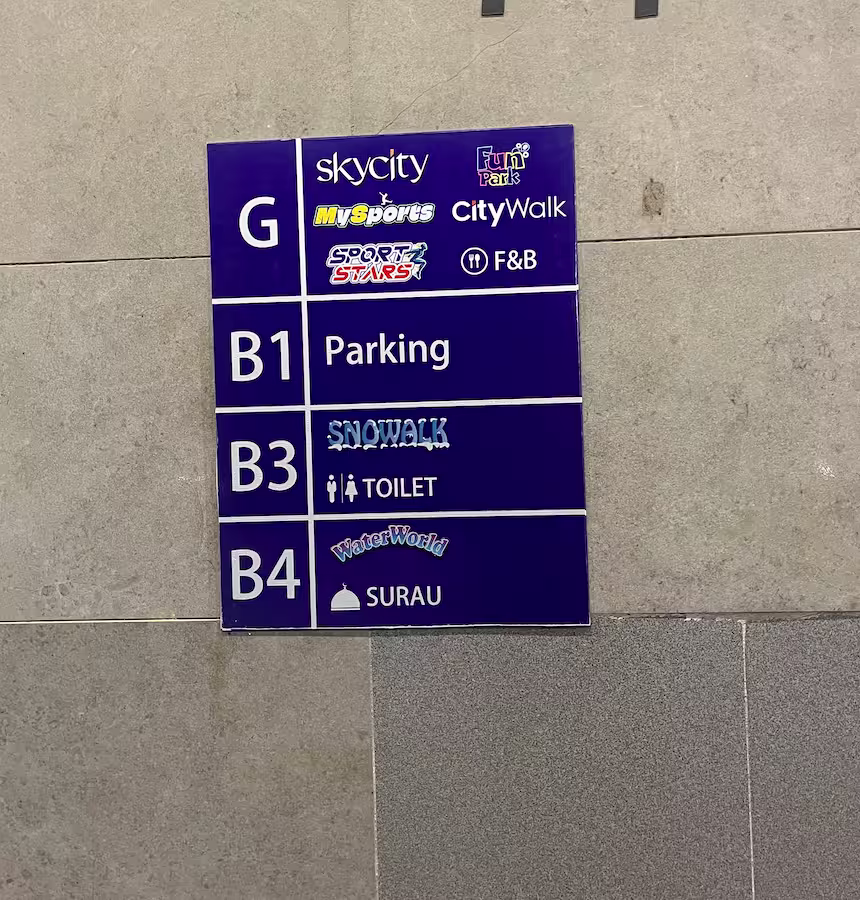 G
skycity
Fun Park
MySports
CityWalk
SPORT STARS
F&B
B1
Parking
B3
SNOWALK
TOILET
B4
WaterWorld
SURAU